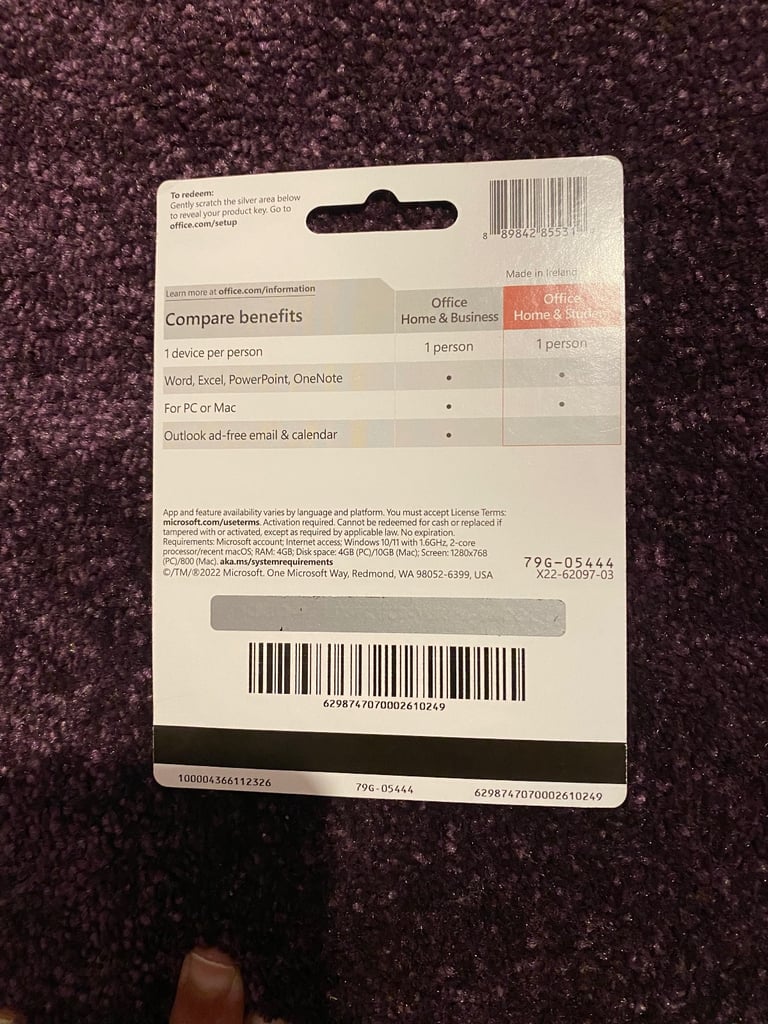 To redeem:
Gently scratch the silver area below
to reveal your product key. Go to
office.com/setup
8 89842 85531
Made in Ireland
Learn more at office.com/information
Compare benefits
Office
Home & Business
Office
Home & Student
1 device per person
1 person
1 person
Word, Excel, PowerPoint, OneNote
•
•
For PC or Mac
•
•
Outlook ad-free email & calendar
•
App and feature availability varies by language and platform. You must accept License Terms:
microsoft.com/useterms. Activation required. Cannot be redeemed for cash or replaced if
tampered with or activated, except as required by applicable law. No expiration.
Requirements: Microsoft account; Internet access; Windows 10/11 with 1.6GHz, 2-core
processor/recent macOS; RAM: 4GB; Disk space: 4GB (PC)/10GB (Mac); Screen: 1280x768
(PC)/800 (Mac). aka.ms/systemrequirements
©/TM/®2022 Microsoft. One Microsoft Way, Redmond, WA 98052-6399, USA
79G-05444
X22-62097-03
6298747070002610249
100004366112326
79G-05444
6298747070002610249